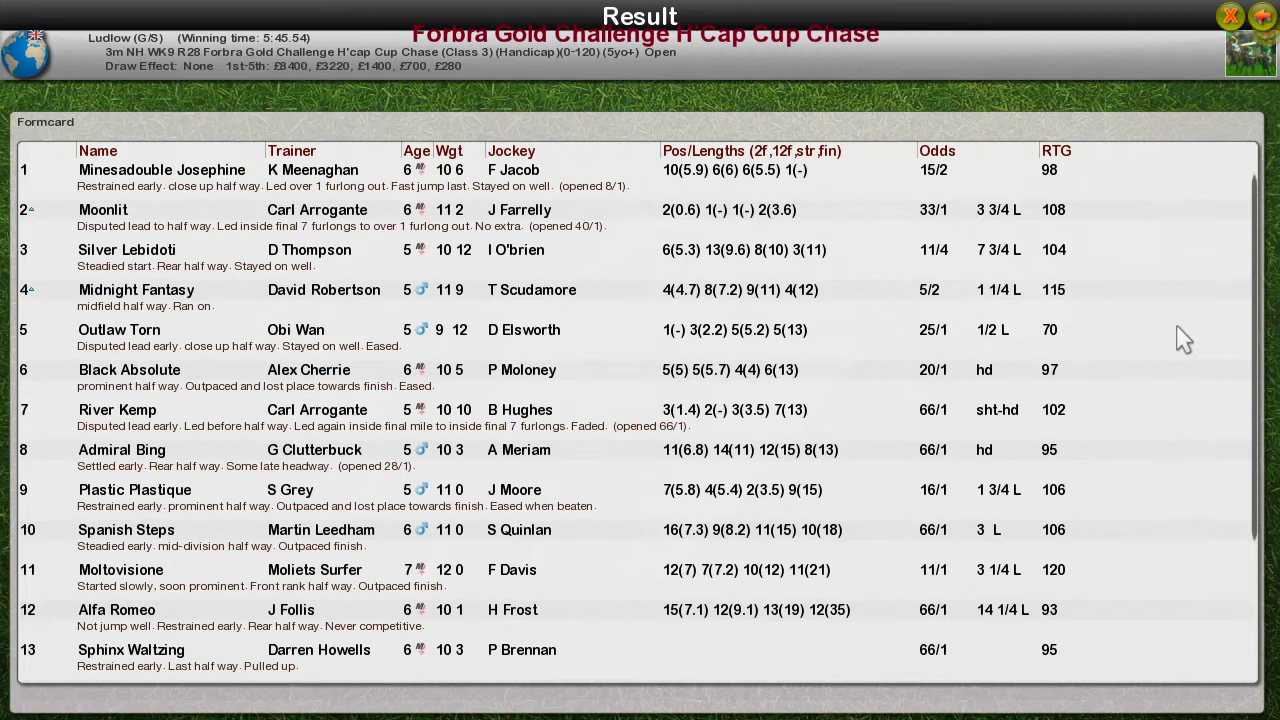 Result
Forbra Gold Challenge H'Cap Cup Chase
Ludlow (G/S) (Winning time: 5:45.54)
3m NH WK9 R28 Forbra Gold Challenge H'cap Cup Chase (Class 3) (Handicap)(0-120) (5yo+) Open
Draw Effect: None 1st-5th: £8400, £3220, £1400, £700, £280
Formcard
Name Trainer Age Wgt Jockey Pos/Lengths (2f,12f,str,fin) Odds RTG
1 Minesadouble Josephine K Meenaghan 6 10 6 F Jacob 10(5.9) 6(6) 6(5.5) 1(-) 15/2 98
Restrained early. close up half way. Led over 1 furlong out. Fast jump last. Stayed on well. (opened 8/1).
2 Moonlit Carl Arrogante 6 11 2 J Farrelly 2(0.6) 1(-) 1(-) 2(3.6) 33/1 3 3/4 L 108
Disputed lead to half way. Led inside final 7 furlongs to over 1 furlong out. No extra. (opened 40/1).
3 Silver Lebidoti D Thompson 5 10 12 I O'brien 6(5.3) 13(9.6) 8(10) 3(11) 11/4 7 3/4 L 104
Steadied start. Rear half way. Stayed on well.
4 Midnight Fantasy David Robertson 5 11 9 T Scudamore 4(4.7) 8(7.2) 9(11) 4(12) 5/2 1 1/4 L 115
midfield half way. Ran on.
5 Outlaw Torn Obi Wan 5 9 12 D Elsworth 1(-) 3(2.2) 5(5.2) 5(13) 25/1 1/2 L 70
Disputed lead early. close up half way. Stayed on well. Eased.
6 Black Absolute Alex Cherrie 6 10 5 P Moloney 5(5) 5(5.7) 4(4) 6(13) 20/1 hd 97
prominent half way. Outpaced and lost place towards finish. Eased.
7 River Kemp Carl Arrogante 5 10 10 B Hughes 3(1.4) 2(-) 3(3.5) 7(13) 66/1 sht-hd 102
Disputed lead early. Led before half way. Led again inside final mile to inside final 7 furlongs. Faded. (opened 66/1).
8 Admiral Bing G Clutterbuck 5 10 3 A Meriam 11(6.8) 14(11) 12(15) 8(13) 66/1 hd 95
Settled early. Rear half way. Some late headway. (opened 28/1).
9 Plastic Plastique S Grey 5 11 0 J Moore 7(5.8) 4(5.4) 2(3.5) 9(15) 16/1 1 3/4 L 106
Restrained early. prominent half way. Outpaced and lost place towards finish. Eased when beaten.
10 Spanish Steps Martin Leedham 6 11 0 S Quinlan 16(7.3) 9(8.2) 11(15) 10(18) 66/1 3 L 106
Steadied early. mid-division half way. Outpaced finish.
11 Moltovisione Moliets Surfer 7 12 0 F Davis 12(7) 7(7.2) 10(12) 11(21) 11/1 3 1/4 L 120
Started slowly, soon prominent. Front rank half way. Outpaced finish.
12 Alfa Romeo J Follis 6 10 1 H Frost 15(7.1) 12(9.1) 13(19) 12(35) 66/1 14 1/4 L 93
Not jump well. Restrained early. Rear half way. Never competitive.
13 Sphinx Waltzing Darren Howells 6 10 3 P Brennan 66/1 95
Restrained early. Last half way. Pulled up.